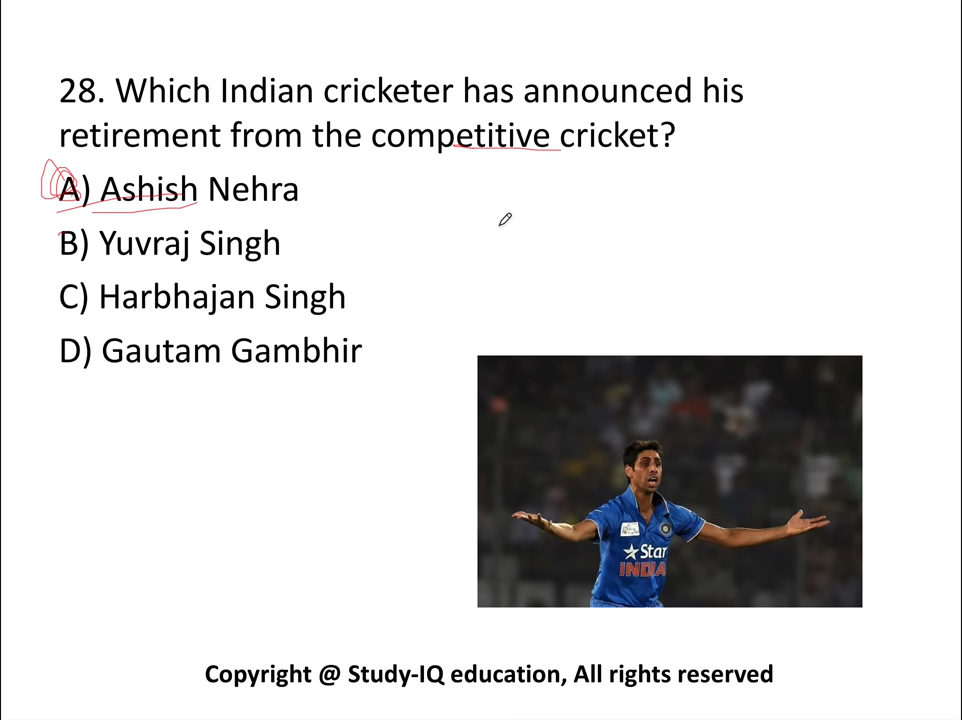 28. Which Indian cricketer has announced his
retirement from the competitive cricket?
A) Ashish Nehra
B) Yuvraj Singh
C) Harbhajan Singh
D) Gautam Gambhir
Star
INDIA
Copyright @ Study-IQ education, All rights reserved